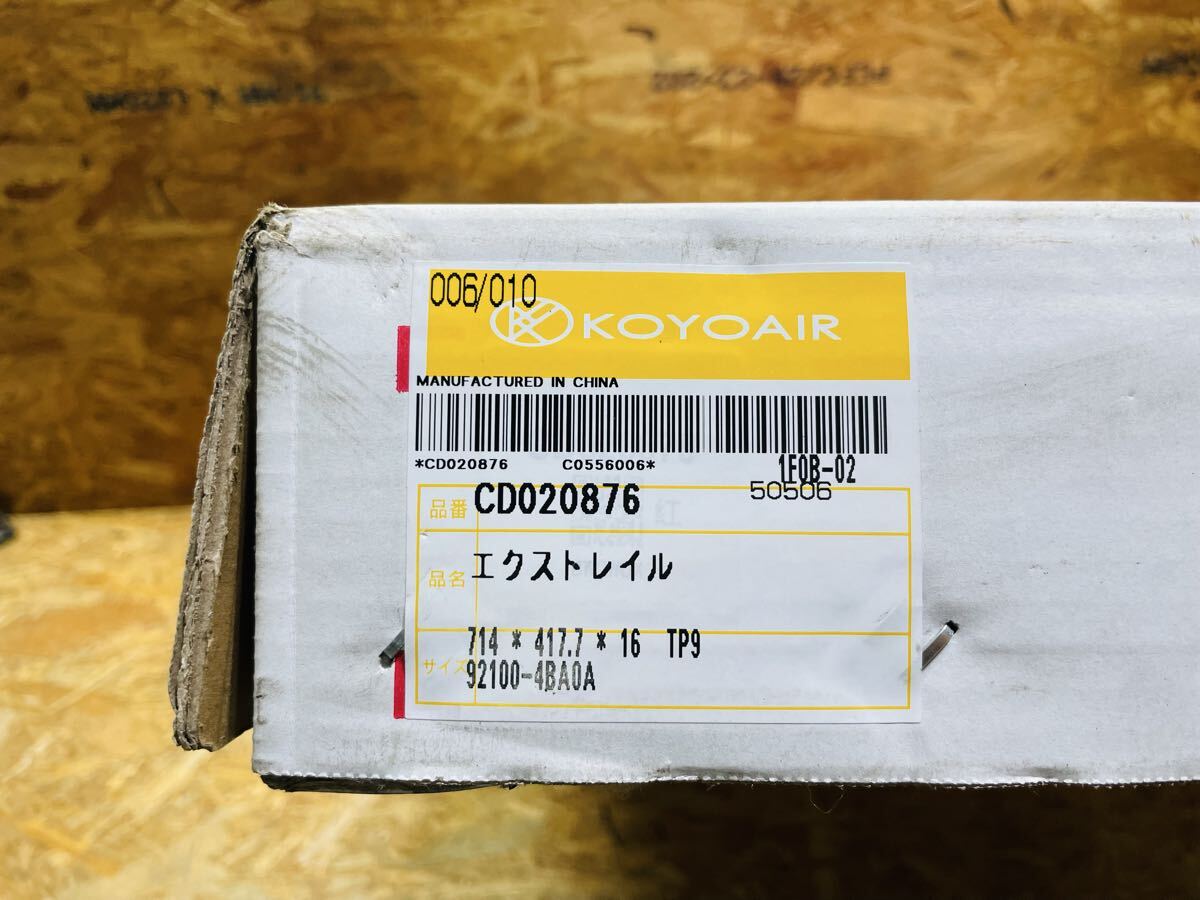 006/010
KOYOAIR
MANUFACTURED IN CHINA
*CD020876 C0556006*
1F0B-02
50506
品番 CD020876
品名 エクストレイル
サイズ 714 * 417.7 * 16 TP9
92100-4BA0A